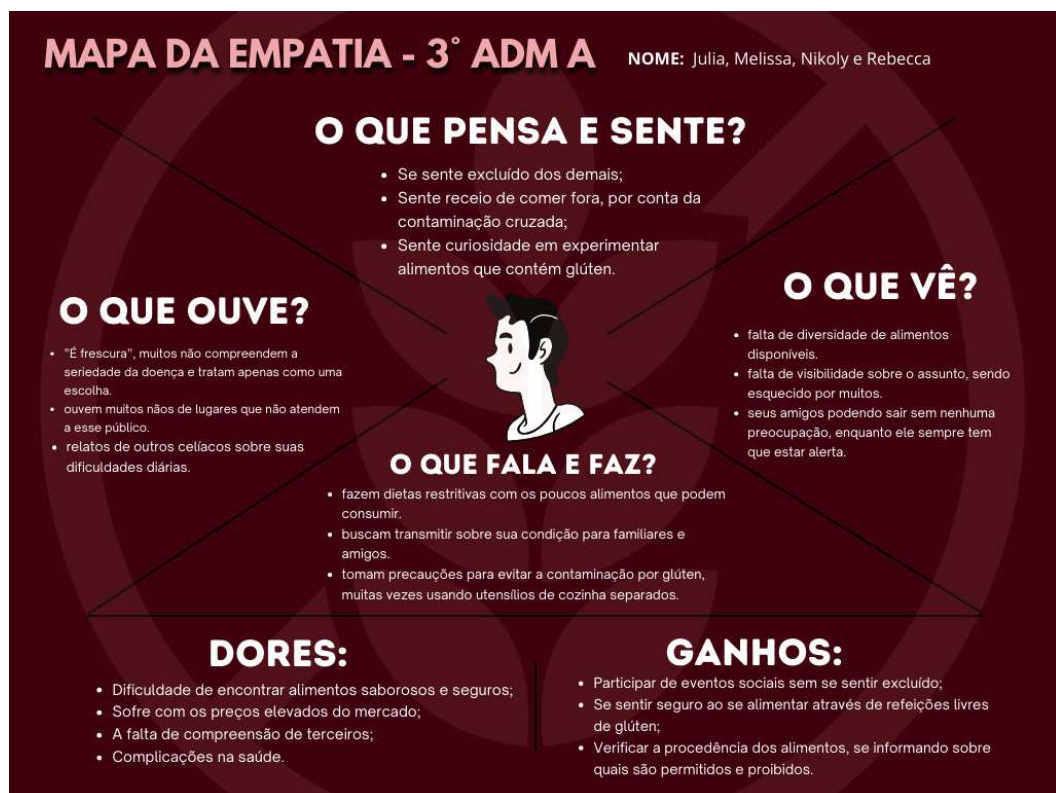 MAPA DA EMPATIA - 3° ADM A
NOME: Julia, Melissa, Nikoly e Rebecca
O QUE PENSA E SENTE?
• Se sente excluído dos demais;
• Sente receio de comer fora, por conta da
contaminação cruzada;
• Sente curiosidade em experimentar
alimentos que contém glúten.
O QUE OUVE?
• "É frescura", muitos não compreendem a
seriedade da doença e tratam apenas como uma
escolha.
• ouvem muitos nãos de lugares que não atendem
a esse público.
• relatos de outros celíacos sobre suas
dificuldades diárias.
O QUE VÊ?
• falta de diversidade de alimentos
disponíveis.
• falta de visibilidade sobre o assunto, sendo
esquecido por muitos.
• seus amigos podendo sair sem nenhuma
preocupação, enquanto ele sempre tem
que estar alerta.
O QUE FALA E FAZ?
• fazem dietas restritivas com os poucos alimentos que podem
consumir.
• buscam transmitir sobre sua condição para familiares e
amigos.
• tomam precauções para evitar a contaminação por glúten,
muitas vezes usando utensílios de cozinha separados.
DORES:
• Dificuldade de encontrar alimentos saborosos e seguros;
• Sofre com os preços elevados do mercado;
• A falta de compreensão de terceiros;
• Complicações na saúde.
GANHOS:
• Participar de eventos sociais sem se sentir excluído;
• Se sentir seguro ao se alimentar através de refeições livres
de glúten;
• Verificar a procedência dos alimentos, se informando sobre
quais são permitidos e proibidos.